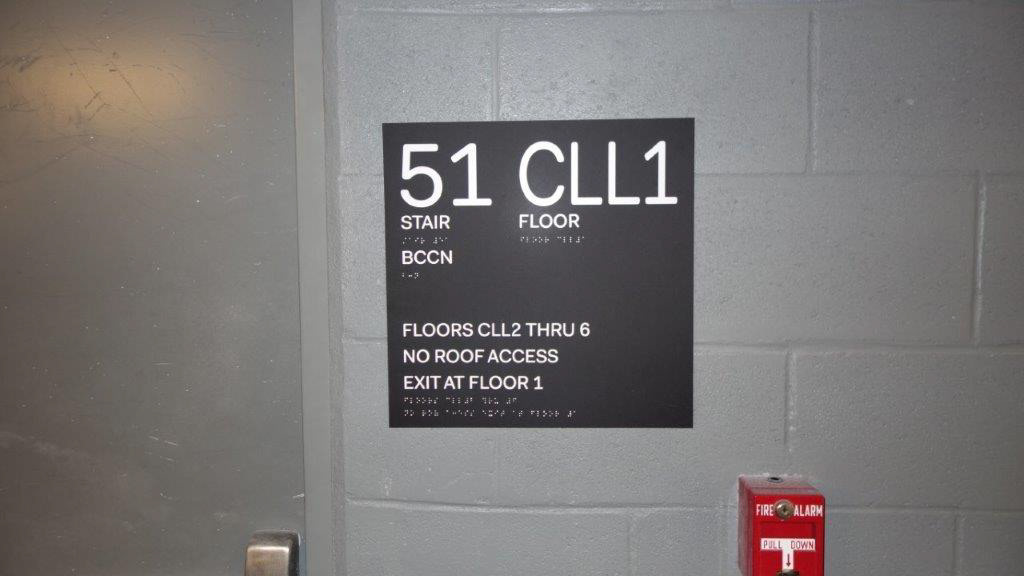 51 CLL1
STAIR FLOOR
BCCN
FLOORS CLL2 THRU 6
NO ROOF ACCESS
EXIT AT FLOOR 1
FIRE ALARM
PULL DOWN